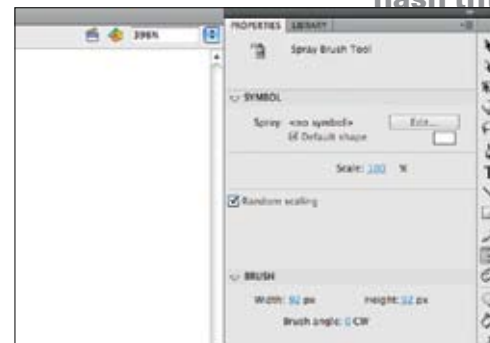 396%
PROPERTIES LIBRARY
Spray Brush Tool
SYMBOL
Spray: <no symbol> Edit...
Default shape
Scale: 100 %
Random scaling
BRUSH
Width: 92 px Height: 52 px
Brush angle: 0 CW